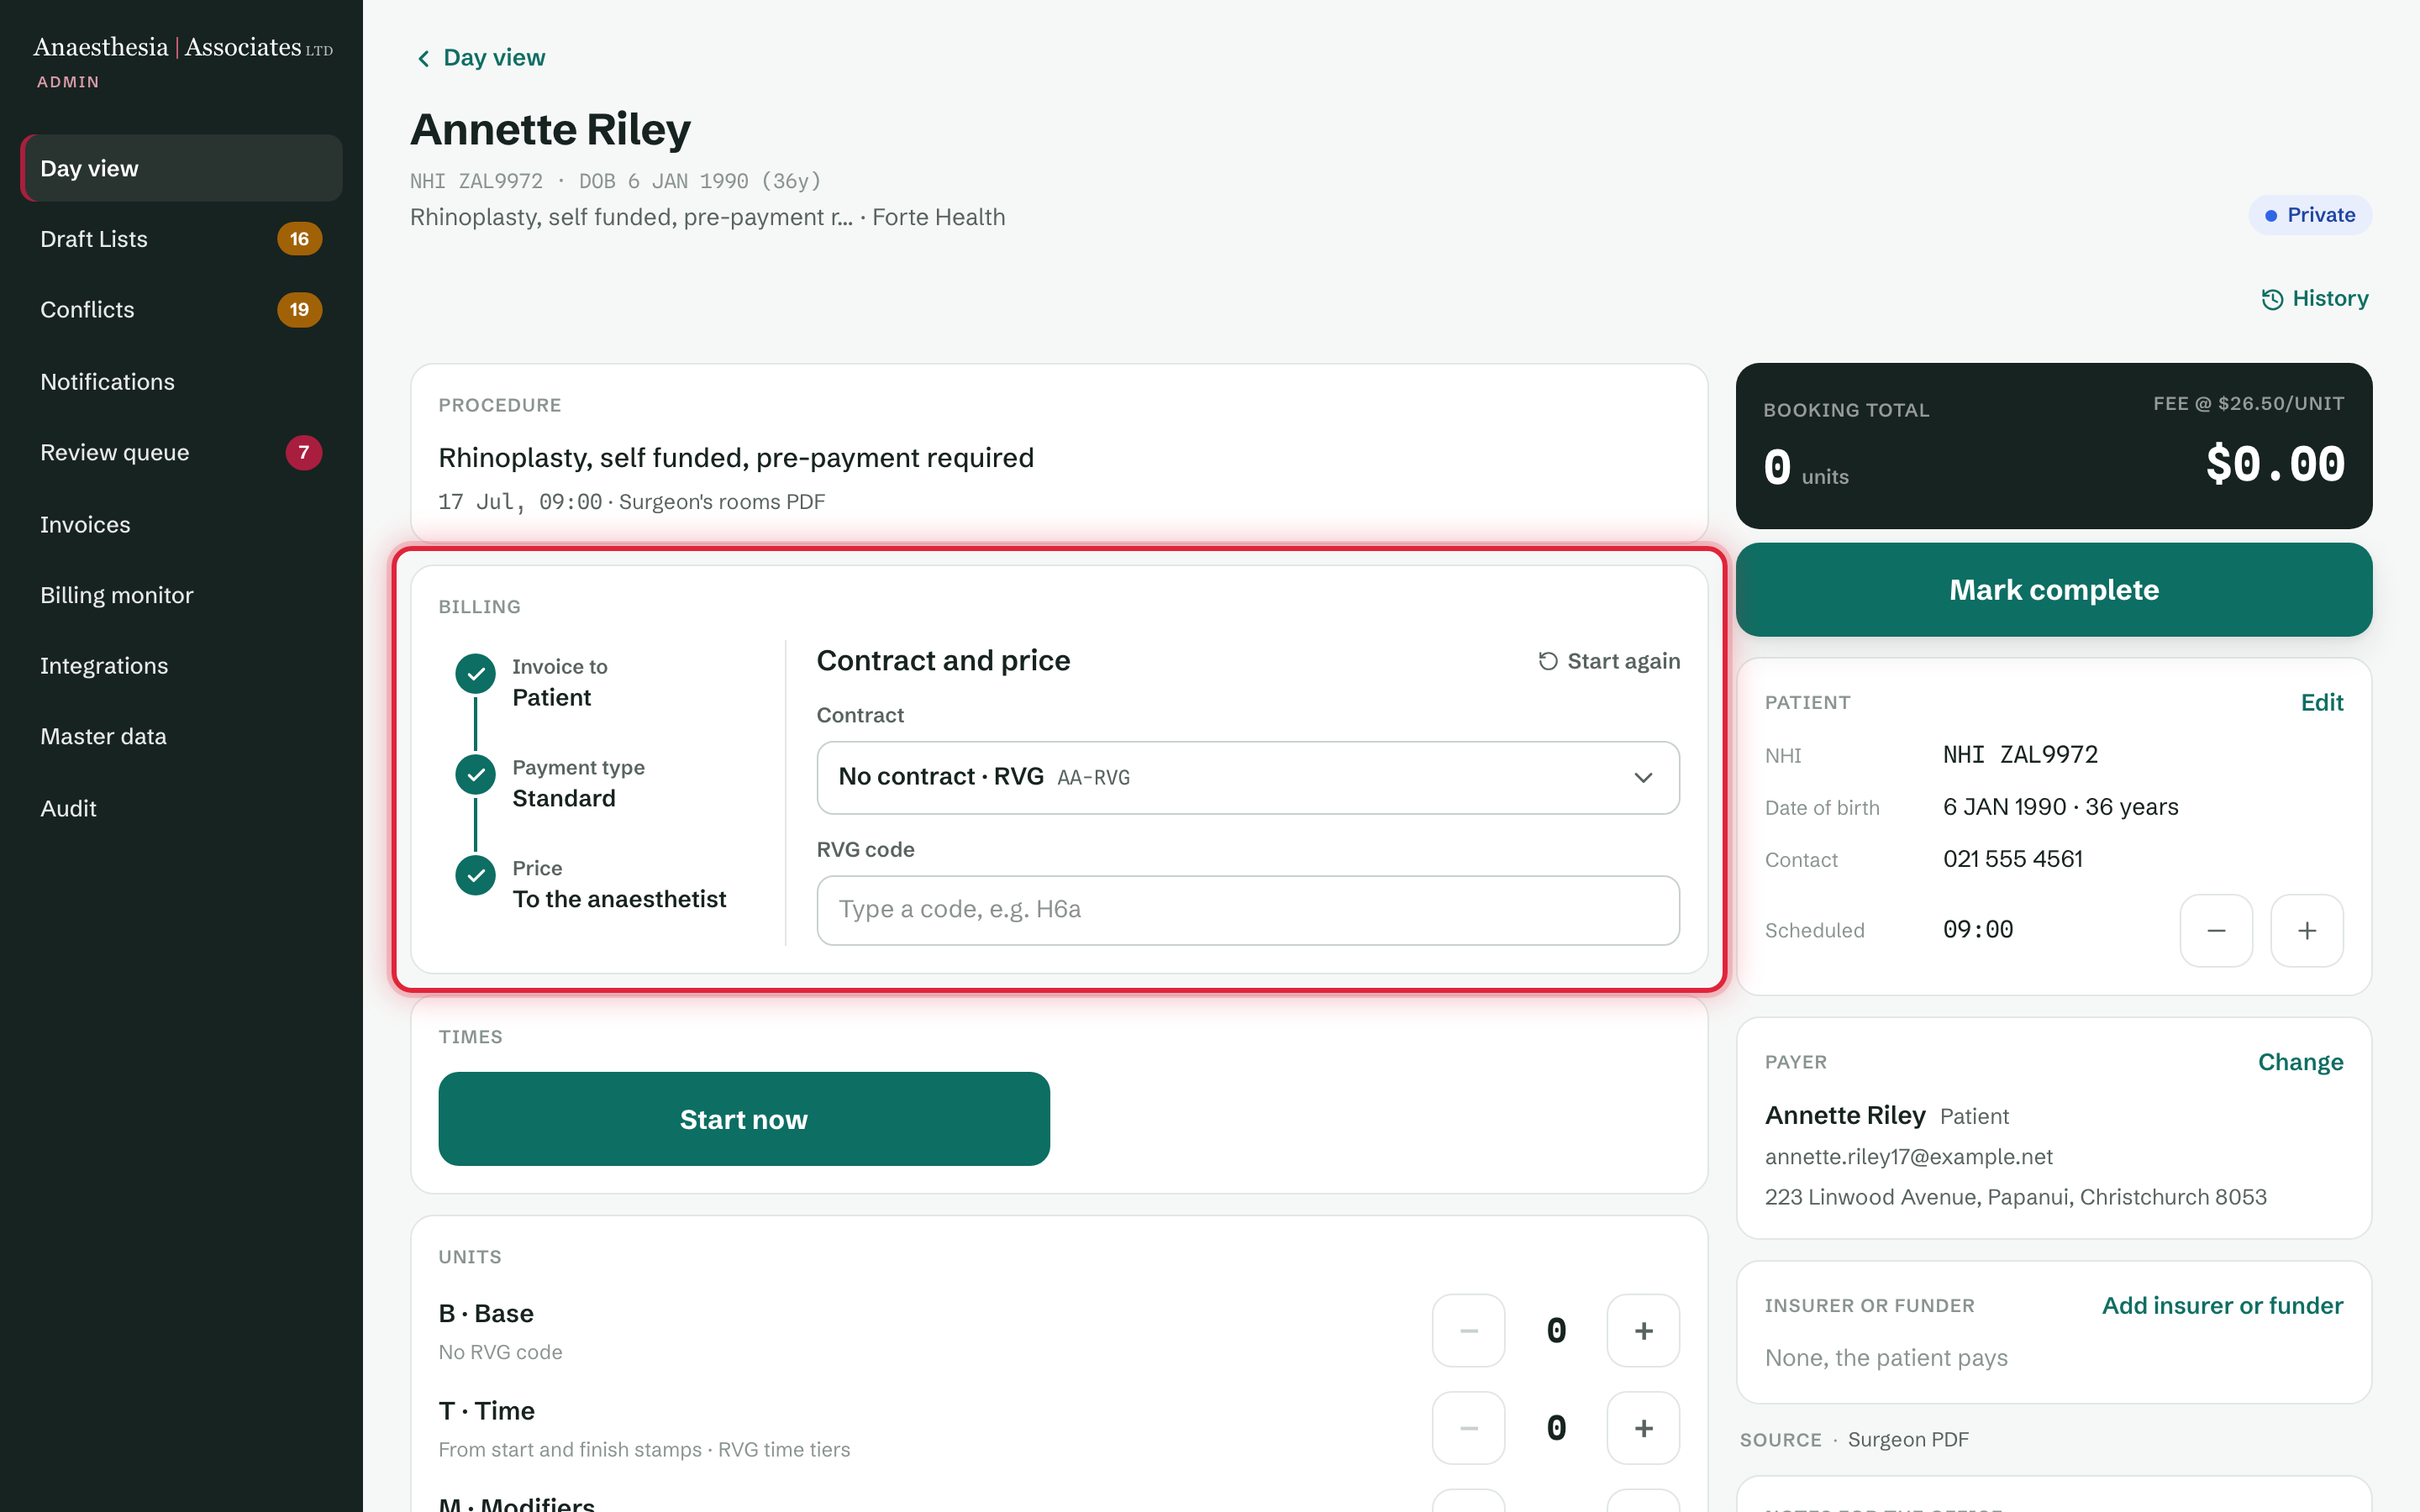 Anaesthesia | Associates LTD
ADMIN
Day view
Draft Lists 16
Conflicts 19
Notifications
Review queue 7
Invoices
Billing monitor
Integrations
Master data
Audit
Day view
Annette Riley
NHI ZAL9972 · DOB 6 JAN 1990 (36y)
Rhinoplasty, self funded, pre-payment r... · Forte Health
Private
History
PROCEDURE
Rhinoplasty, self funded, pre-payment required
17 Jul, 09:00 · Surgeon's rooms PDF
BILLING
Invoice to
Patient
Payment type
Standard
Price
To the anaesthetist
Contract and price
Start again
Contract
No contract · RVG AA-RVG
RVG code
Type a code, e.g. H6a
TIMES
Start now
UNITS
B · Base
No RVG code
0
T · Time
From start and finish stamps · RVG time tiers
0
M · Modifiers
BOOKING TOTAL
FEE @ $26.50/UNIT
0 units
$0.00
Mark complete
PATIENT
Edit
NHI
NHI ZAL9972
Date of birth
6 JAN 1990 · 36 years
Contact
021 555 4561
Scheduled
09:00
PAYER
Change
Annette Riley Patient
annette.riley17@example.net
223 Linwood Avenue, Papanui, Christchurch 8053
INSURER OR FUNDER
Add insurer or funder
None, the patient pays
SOURCE · Surgeon PDF